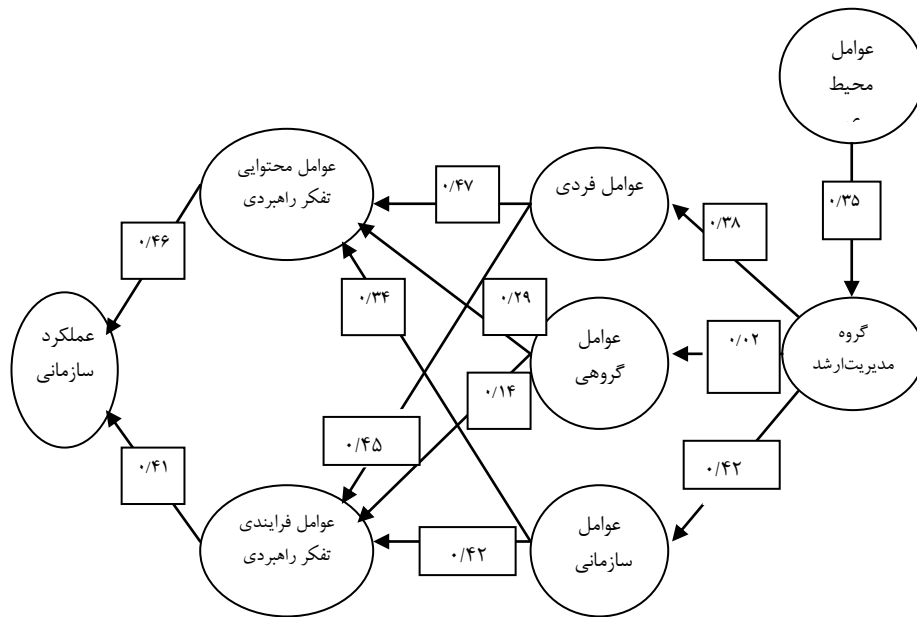 عوامل
محیط
۰/۳۵
گروه
مدیریت‌ارشد
۰/۳۸
۰/۰۲
۰/۴۲
عوامل فردی
عوامل
گروهی
عوامل
سازمانی
۰/۴۷
۰/۲۹
۰/۳۴
۰/۱۴
۰/۴۵
۰/۴۲
عوامل محتوایی
تفکر راهبردی
عوامل فرایندی
تفکر راهبردی
۰/۴۶
۰/۴۱
عملکرد
سازمانی